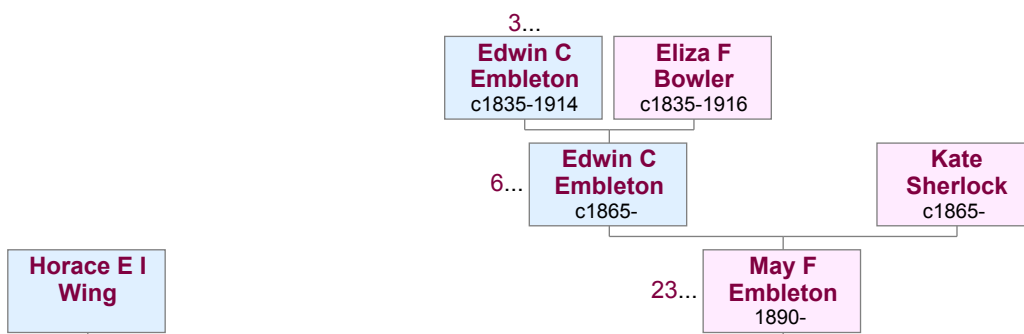 3...
Edwin C
Embleton
c1835-1914
Eliza F
Bowler
c1835-1916
6...
Edwin C
Embleton
c1865-
Kate
Sherlock
c1865-
Horace E I
Wing
23...
May F
Embleton
1890-